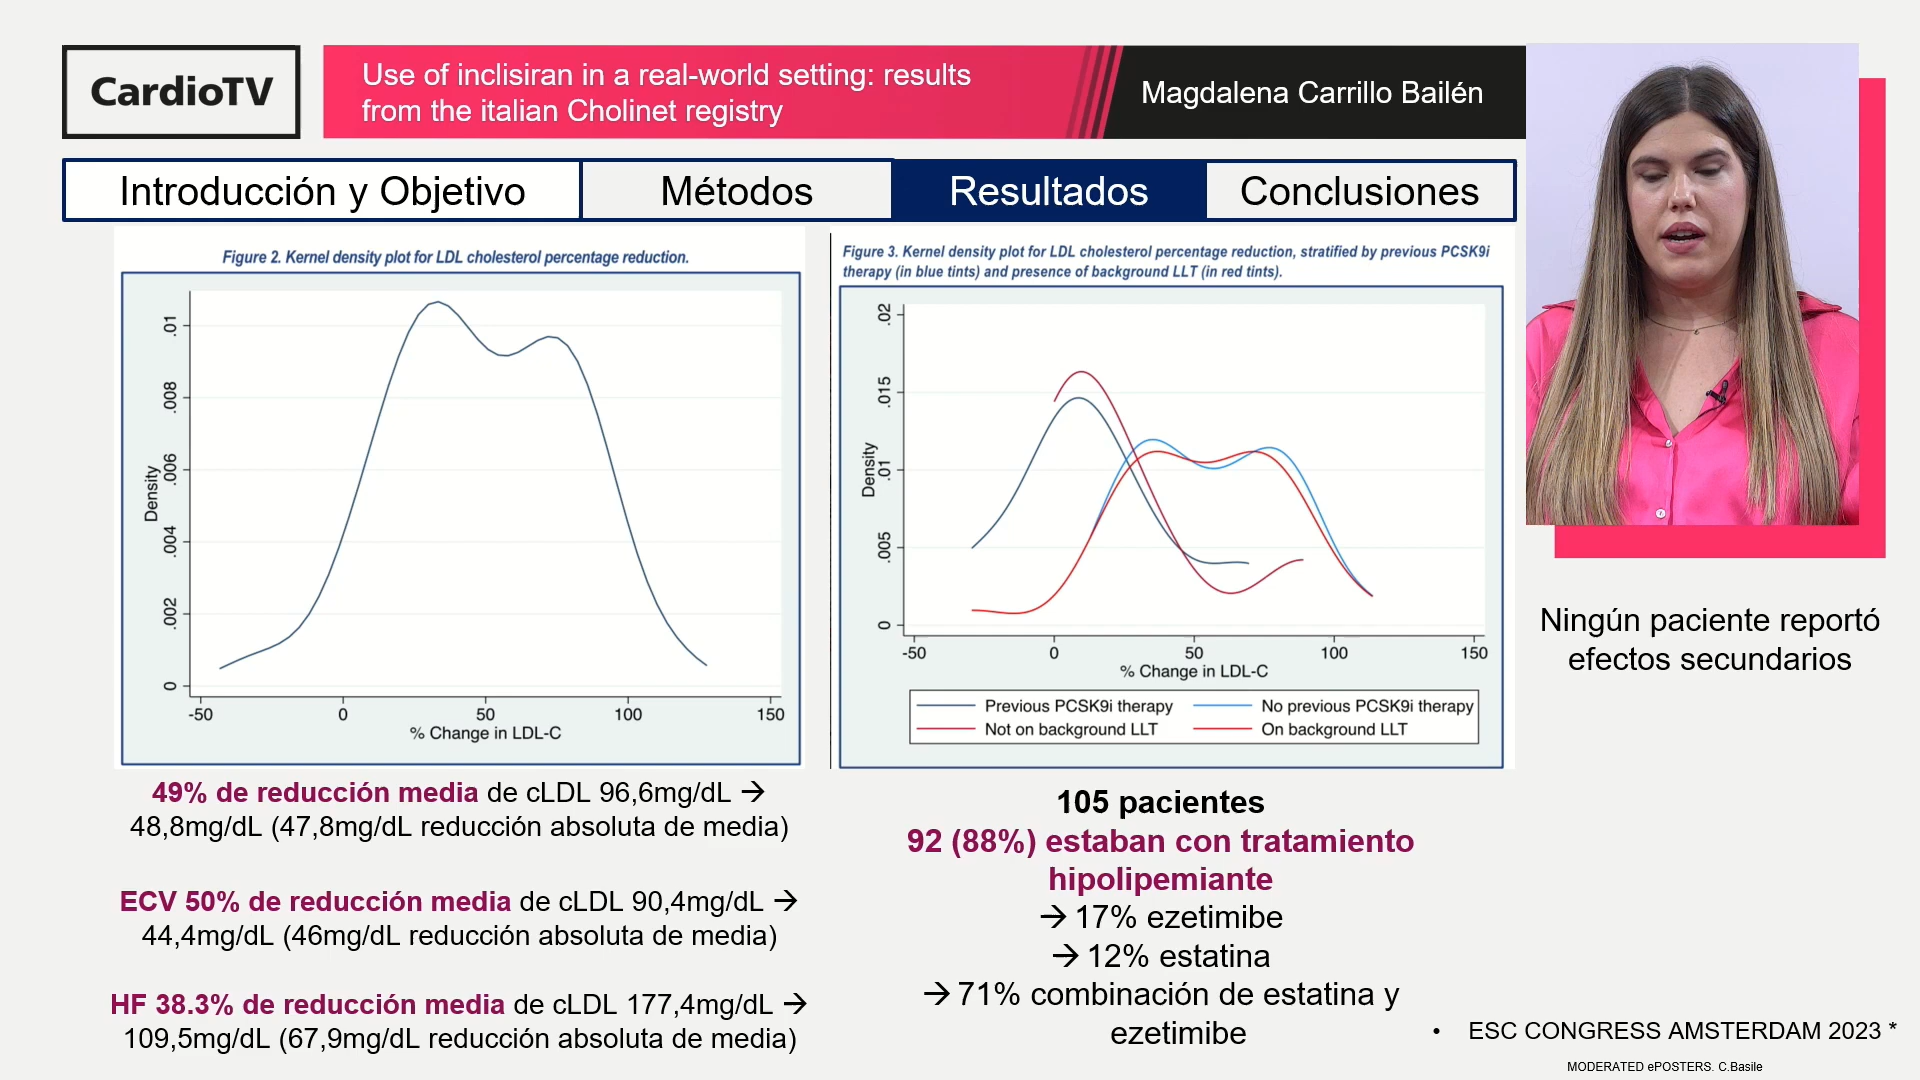 CardioTV
Use of inclisiran in a real-world setting: results
from the italian Cholinet registry
Magdalena Carrillo Bailén
Introducción y Objetivo
Métodos
Resultados
Conclusiones
Figure 2. Kernel density plot for LDL cholesterol percentage reduction.
Density
.01
.008
.006
.004
.002
0
-50 0 50 100 150
% Change in LDL-C
Figure 3. Kernel density plot for LDL cholesterol percentage reduction, stratified by previous PCSK9i
therapy (in blue tints) and presence of background LLT (in red tints).
Density
.02
.015
.01
.005
0
-50 0 50 100 150
% Change in LDL-C
Previous PCSK9i therapy No previous PCSK9i therapy
Not on background LLT On background LLT
Ningún paciente reportó
efectos secundarios
49% de reducción media de cLDL 96,6mg/dL →
48,8mg/dL (47,8mg/dL reducción absoluta de media)
ECV 50% de reducción media de cLDL 90,4mg/dL →
44,4mg/dL (46mg/dL reducción absoluta de media)
HF 38.3% de reducción media de cLDL 177,4mg/dL →
109,5mg/dL (67,9mg/dL reducción absoluta de media)
105 pacientes
92 (88%) estaban con tratamiento
hipolipemiante
→ 17% ezetimibe
→ 12% estatina
→ 71% combinación de estatina y
ezetimibe
• ESC CONGRESS AMSTERDAM 2023 *
MODERATED ePOSTERS. C.Basile